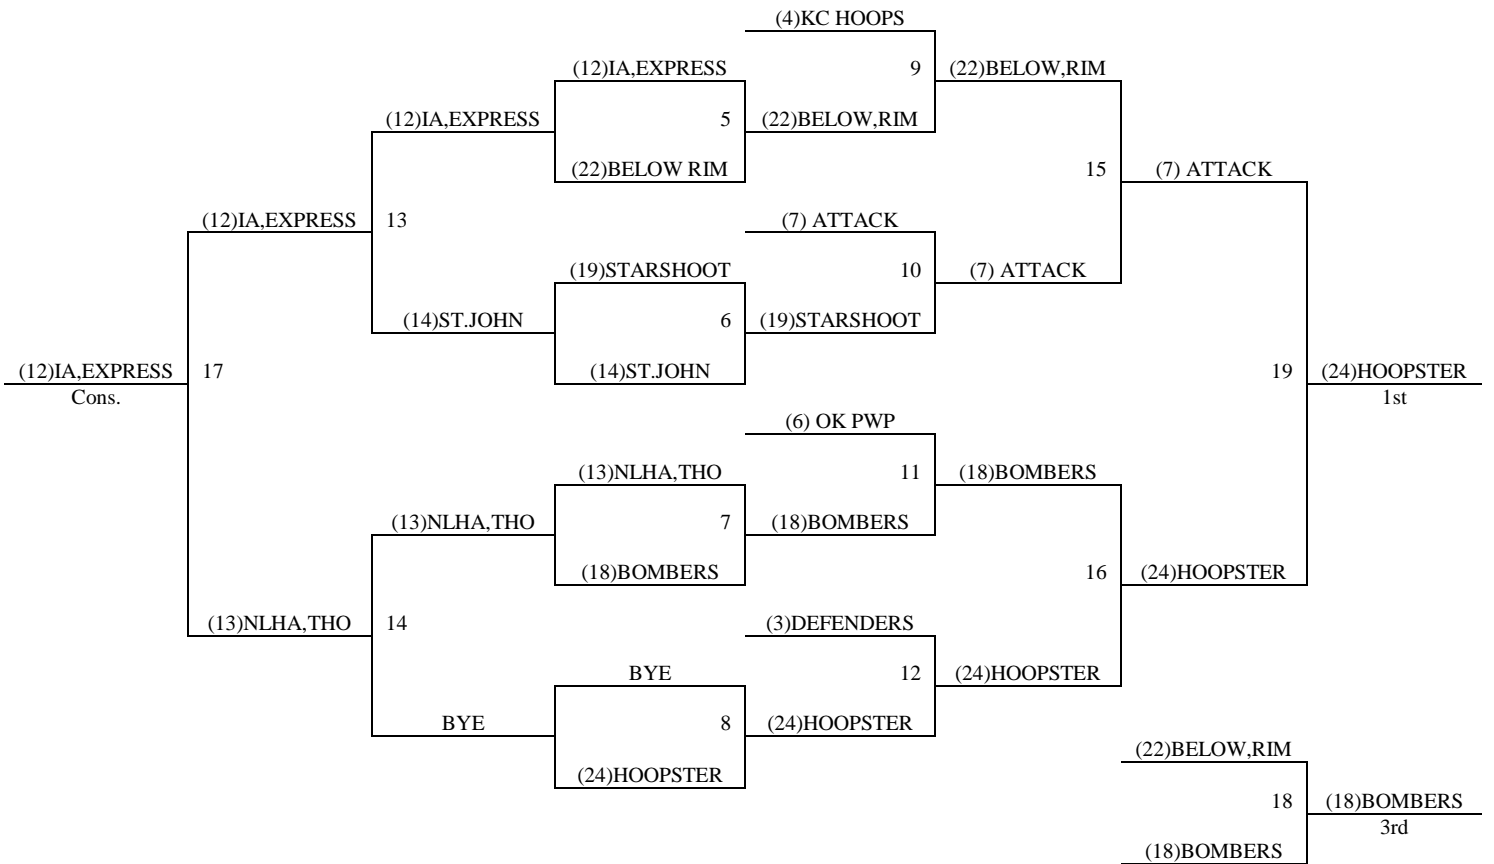 (4)KC HOOPS
(12)IA,EXPRESS 9 (22)BELOW,RIM
(12)IA,EXPRESS 5 (22)BELOW,RIM
(22)BELOW RIM 15 (7) ATTACK
(12)IA,EXPRESS 13 (7) ATTACK
(19)STARSHOOT 10 (7) ATTACK
(14)ST.JOHN 6 (19)STARSHOOT
(12)IA,EXPRESS 17 (14)ST.JOHN 19 (24)HOOPSTER
Cons. 1st
(6) OK PWP
(13)NLHA,THO 11 (18)BOMBERS
(13)NLHA,THO 7 (18)BOMBERS
(18)BOMBERS 16 (24)HOOPSTER
(13)NLHA,THO 14 (3)DEFENDERS
BYE 12 (24)HOOPSTER
BYE 8 (24)HOOPSTER
(22)BELOW,RIM
(24)HOOPSTER
18 (18)BOMBERS
3rd
(18)BOMBERS